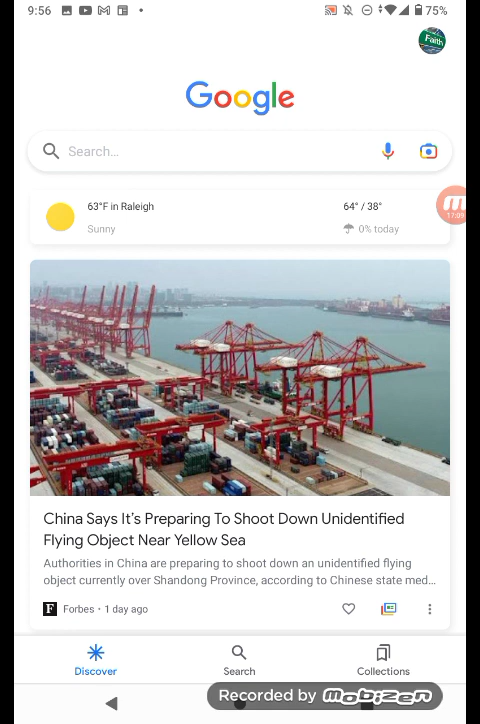 9:56
75%
Faith
Google
Search...
63°F in Raleigh
64° / 38°
Sunny
0% today
17:09
China Says It's Preparing To Shoot Down Unidentified
Flying Object Near Yellow Sea
Authorities in China are preparing to shoot down an unidentified flying
object currently over Shandong Province, according to Chinese state med...
F Forbes · 1 day ago
Discover
Search
Collections
Recorded by mobizen